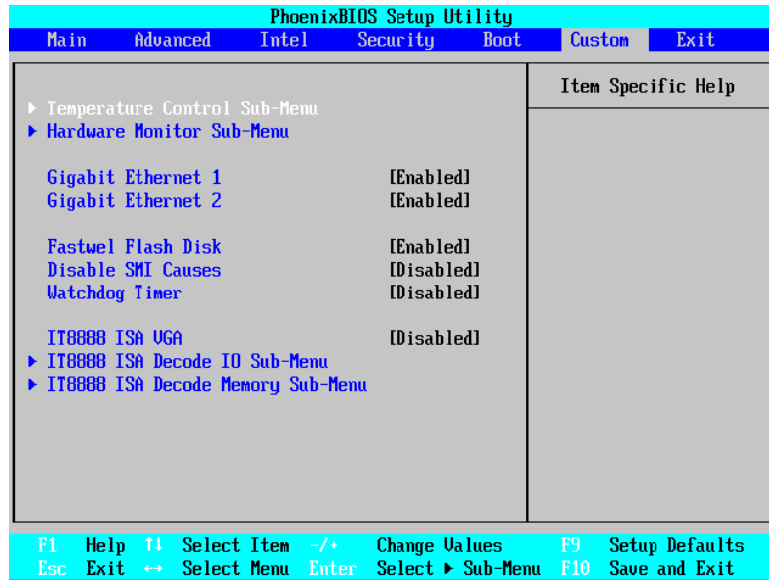 PhoenixBIOS Setup Utility
Main Advanced Intel Security Boot Custom Exit
Item Specific Help
▶ Temperature Control Sub-Menu
▶ Hardware Monitor Sub-Menu
Gigabit Ethernet 1 [Enabled]
Gigabit Ethernet 2 [Enabled]
Fastwel Flash Disk [Enabled]
Disable SMI Causes [Disabled]
Watchdog Timer [Disabled]
IT8888 ISA VGA [Disabled]
▶ IT8888 ISA Decode IO Sub-Menu
▶ IT8888 ISA Decode Memory Sub-Menu
F1 Help ↑↓ Select Item -/+ Change Values F9 Setup Defaults
Esc Exit ↔ Select Menu Enter Select ▶ Sub-Menu F10 Save and Exit